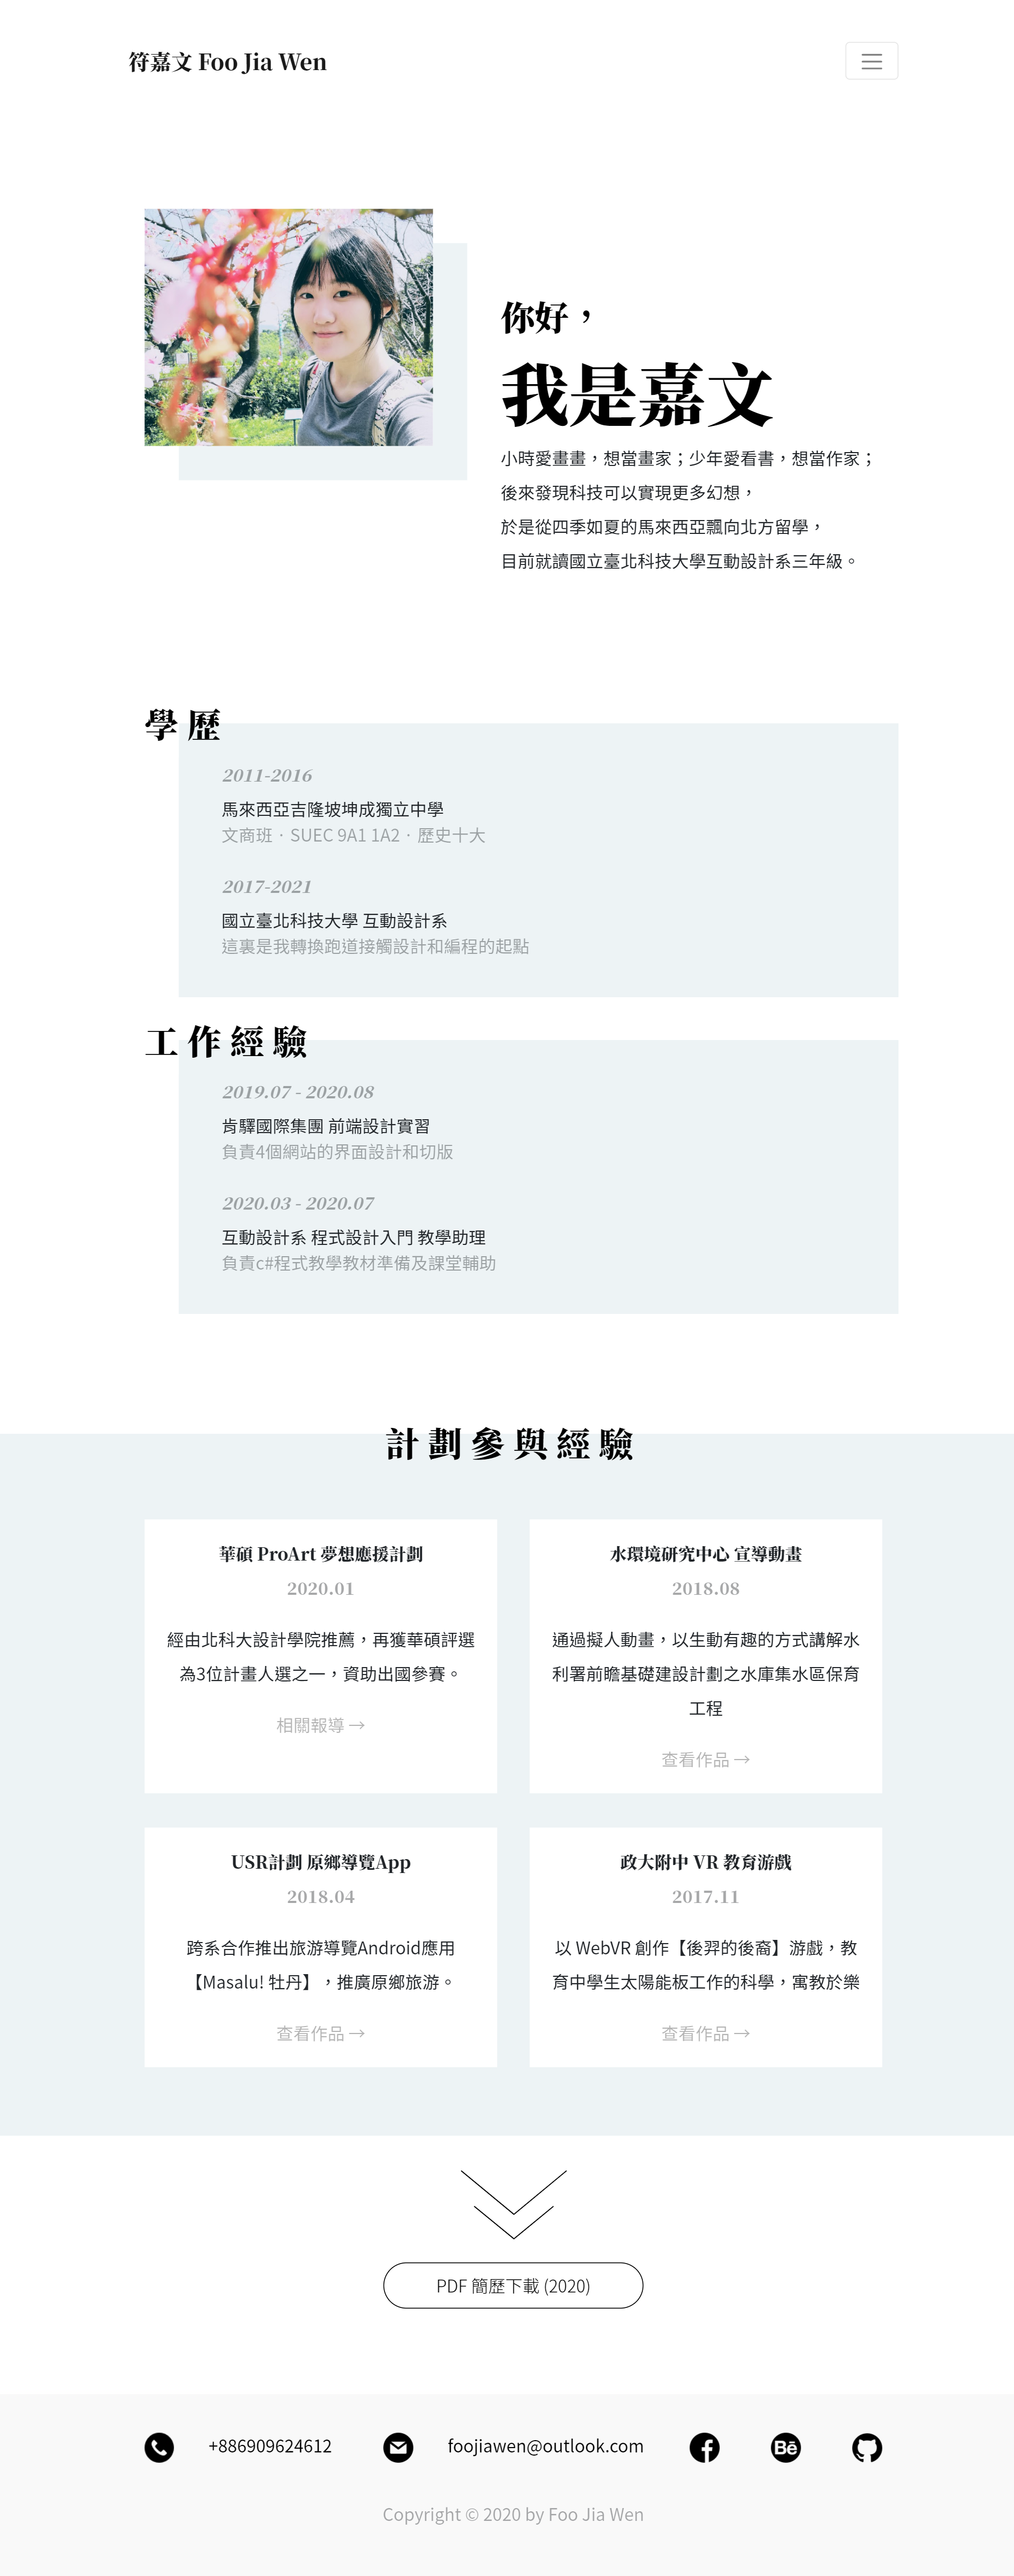 符嘉文 Foo Jia Wen
你好，
我是嘉文
小時愛畫畫，想當畫家；少年愛看書，想當作家；
後來發現科技可以實現更多幻想，
於是從四季如夏的馬來西亞飄向北方留學，
目前就讀國立臺北科技大學互動設計系三年級。
學歷
2011-2016
馬來西亞吉隆坡坤成獨立中學
文商班．SUEC 9A1 1A2．歷史十大
2017-2021
國立臺北科技大學 互動設計系
這裏是我轉換跑道接觸設計和編程的起點
工作經驗
2019.07 - 2020.08
肯驛國際集團 前端設計實習
負責4個網站的界面設計和切版
2020.03 - 2020.07
互動設計系 程式設計入門 教學助理
負責c#程式教學教材準備及課堂輔助
計劃參與經驗
華碩 ProArt 夢想應援計劃
2020.01
經由北科大設計學院推薦，再獲華碩評選
為3位計畫人選之一，資助出國參賽。
相關報導 →
水環境研究中心 宣導動畫
2018.08
通過擬人動畫，以生動有趣的方式講解水
利署前瞻基礎建設計劃之水庫集水區保育
工程
查看作品 →
USR計劃 原鄉導覽App
2018.04
跨系合作推出旅游導覽Android應用
【Masalu! 牡丹】，推廣原鄉旅游。
查看作品 →
政大附中 VR 教育游戲
2017.11
以 WebVR 創作【後羿的後裔】游戲，教
育中學生太陽能板工作的科學，寓教於樂
查看作品 →
PDF 簡歷下載 (2020)
+886909624612
foojiawen@outlook.com
Bē
Copyright © 2020 by Foo Jia Wen